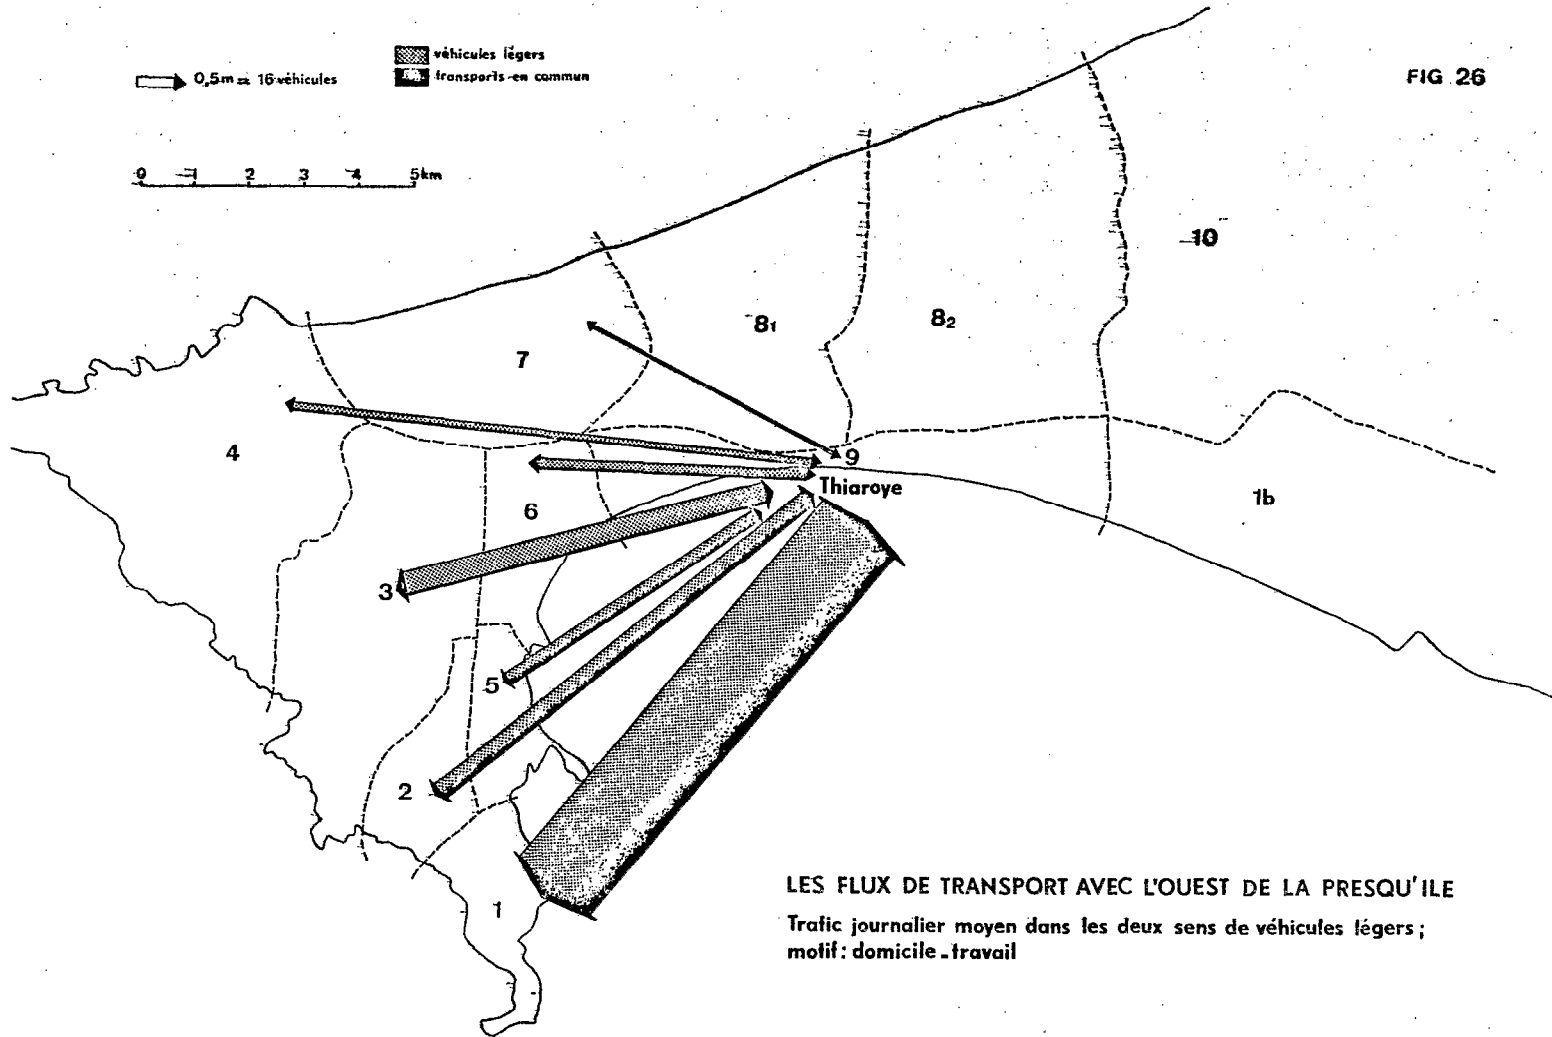 véhicules légers
0,5m = 16 véhicules
transports en commun
FIG 26
0 1 2 3 4 5km
10
81
82
7
4
9
Thiaroye
6
1b
3
5
2
1
LES FLUX DE TRANSPORT AVEC L'OUEST DE LA PRESQU'ILE
Trafic journalier moyen dans les deux sens de véhicules légers ;
motif : domicile - travail